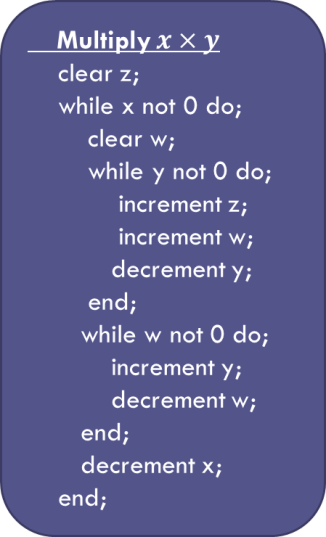 Multiply x × y
clear z;
while x not 0 do;
clear w;
while y not 0 do;
increment z;
increment w;
decrement y;
end;
while w not 0 do;
increment y;
decrement w;
end;
decrement x;
end;